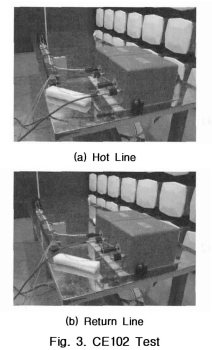 (a) Hot Line
(b) Return Line
Fig. 3. CE102 Test